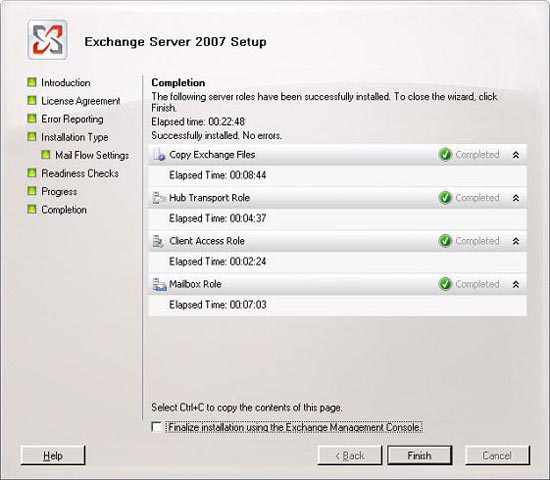 Exchange Server 2007 Setup
Introduction
License Agreement
Error Reporting
Installation Type
Mail Flow Settings
Readiness Checks
Progress
Completion
Completion
The following server roles have been successfully installed. To close the wizard, click
Finish.
Elapsed time: 00:22:48
Successfully installed. No errors.
Copy Exchange Files Completed
Elapsed Time: 00:08:44
Hub Transport Role Completed
Elapsed Time: 00:04:37
Client Access Role Completed
Elapsed Time: 00:02:24
Mailbox Role Completed
Elapsed Time: 00:07:03
Select Ctrl+C to copy the contents of this page.
Finalize installation using the Exchange Management Console.
Help < Back Finish Cancel